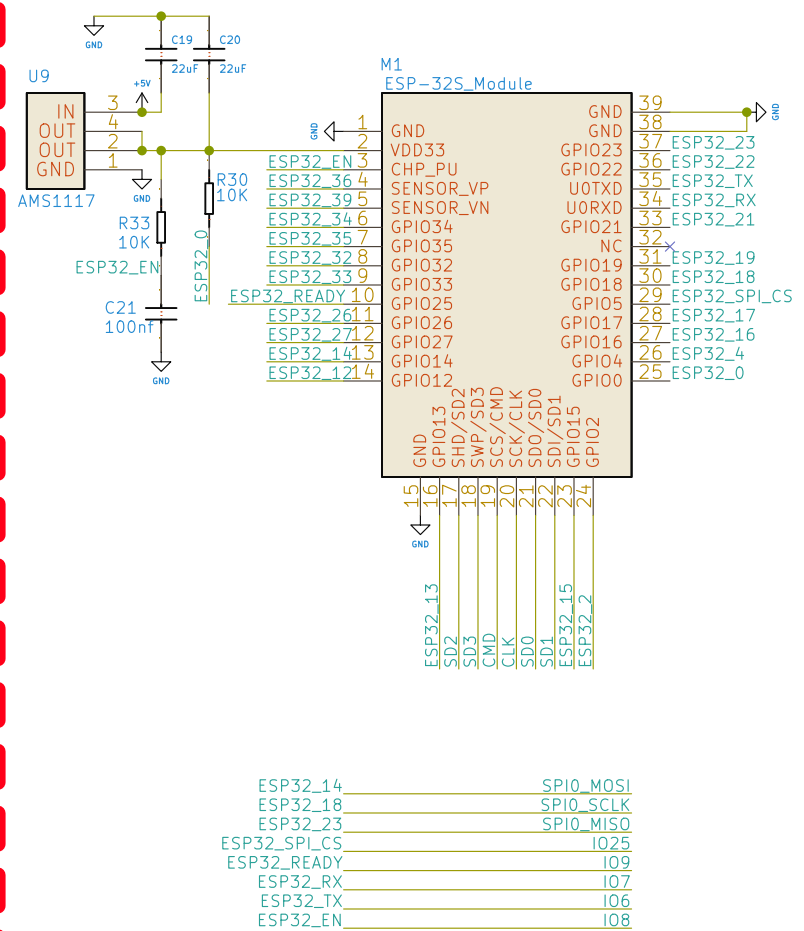 GND
C19
C20
22uF
22uF
+5V
U9
IN 3
OUT 4
OUT 2
GND 1
GND
AMS1117
R33
10K
R30
10K
ESP32_EN
ESP32_0
C21
100nf
GND
M1
ESP-32S_Module
GND
1 GND
2 VDD33
ESP32_EN 3 CHP_PU
ESP32_36 4 SENSOR_VP
ESP32_39 5 SENSOR_VN
ESP32_34 6 GPIO34
ESP32_35 7 GPIO35
ESP32_32 8 GPIO32
ESP32_33 9 GPIO33
ESP32_READY 10 GPIO25
ESP32_26 11 GPIO26
ESP32_27 12 GPIO27
ESP32_14 13 GPIO14
ESP32_12 14 GPIO12
GND 39
GND
GND 38
GPIO23 37 ESP32_23
GPIO22 36 ESP32_22
U0TXD 35 ESP32_TX
U0RXD 34 ESP32_RX
GPIO21 33 ESP32_21
NC 32
GPIO19 31 ESP32_19
GPIO18 30 ESP32_18
GPIO5 29 ESP32_SPI_CS
GPIO17 28 ESP32_17
GPIO16 27 ESP32_16
GPIO4 26 ESP32_4
GPIO0 25 ESP32_0
GND 15
GND
GPIO13 16 ESP32_13
SHD/SD2 17 SD2
SWP/SD3 18 SD3
SCS/CMD 19 CMD
SCK/CLK 20 CLK
SDO/SD0 21 SD0
SDI/SD1 22 SD1
GPIO15 23 ESP32_15
GPIO2 24 ESP32_2
ESP32_14 SPI0_MOSI
ESP32_18 SPI0_SCLK
ESP32_23 SPI0_MISO
ESP32_SPI_CS IO25
ESP32_READY IO9
ESP32_RX IO7
ESP32_TX IO6
ESP32_EN IO8